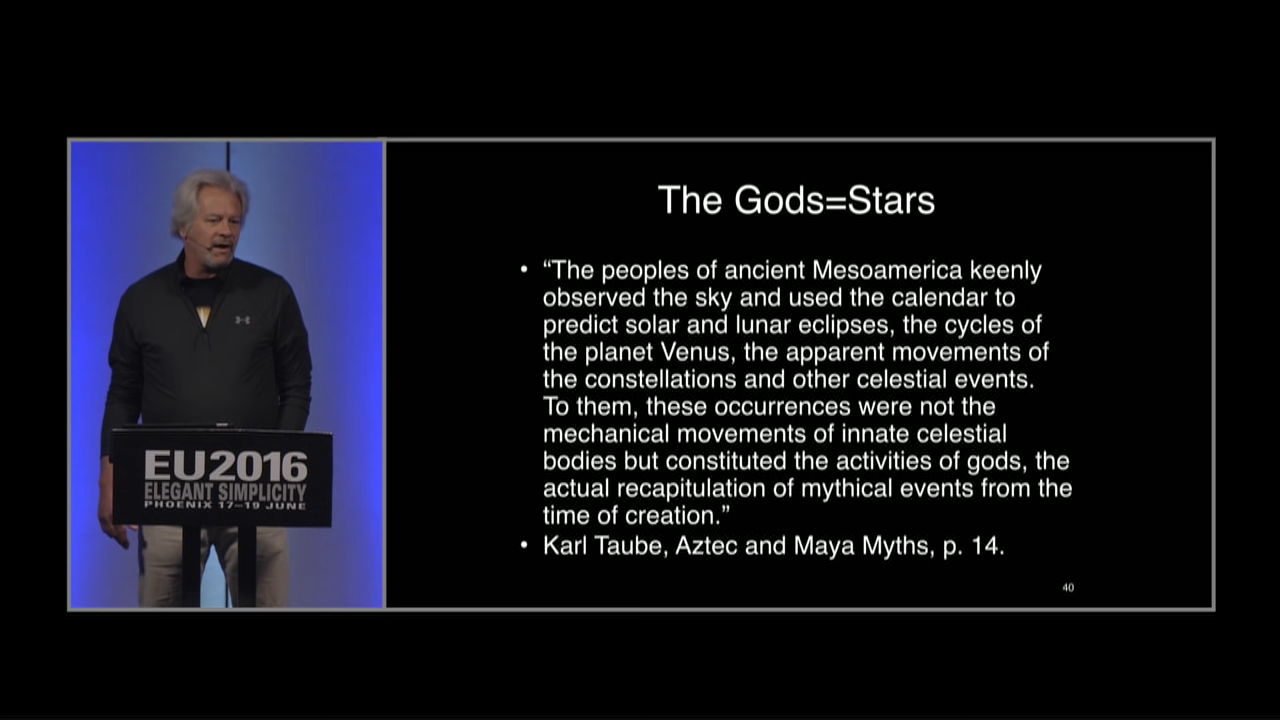 EU2016
ELEGANT SIMPLICITY
PHOENIX 17–19 JUNE
The Gods=Stars
• “The peoples of ancient Mesoamerica keenly
observed the sky and used the calendar to
predict solar and lunar eclipses, the cycles of
the planet Venus, the apparent movements of
the constellations and other celestial events.
To them, these occurrences were not the
mechanical movements of innate celestial
bodies but constituted the activities of gods, the
actual recapitulation of mythical events from the
time of creation.”
• Karl Taube, Aztec and Maya Myths, p. 14.
40